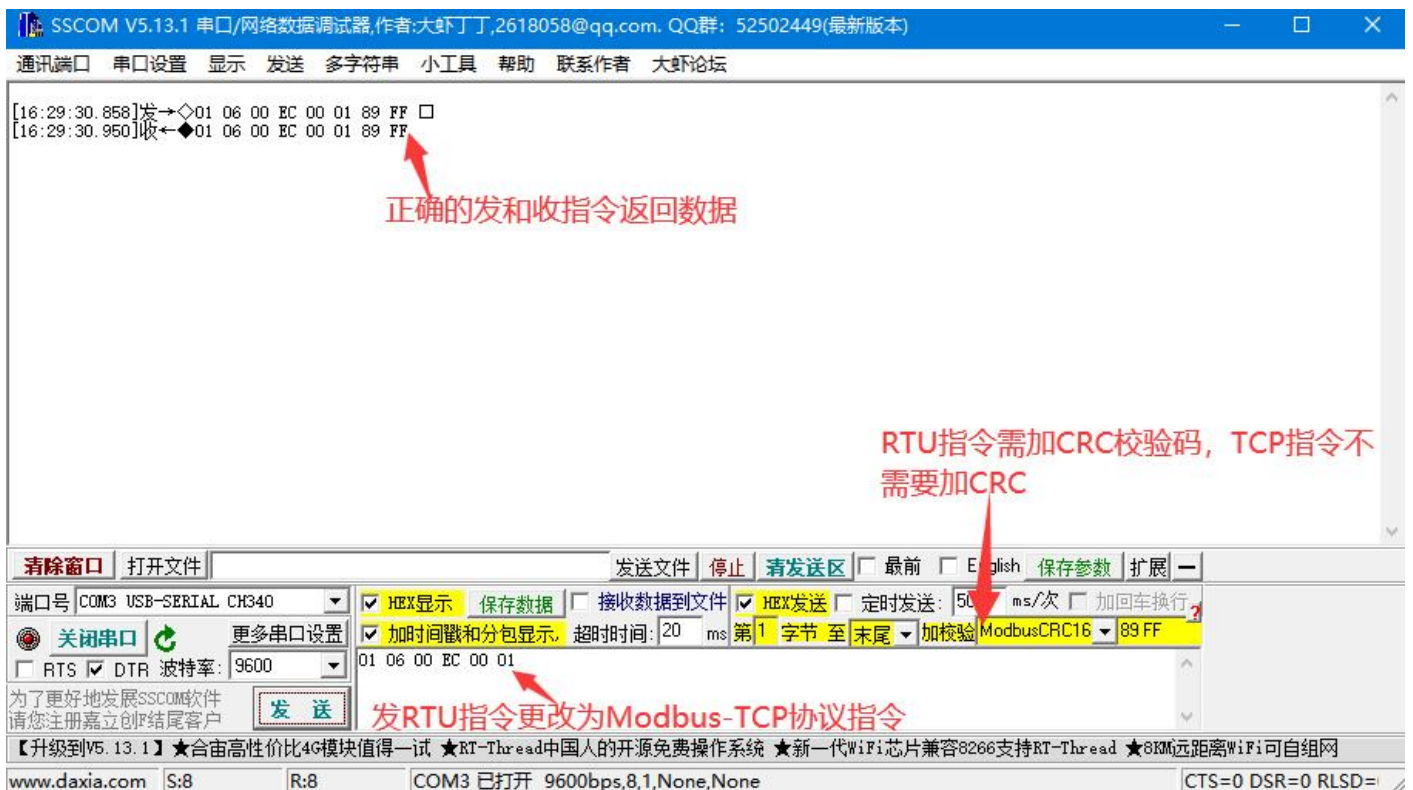 SSCOM V5.13.1 串口/网络数据调试器,作者:大虾丁丁,2618058@qq.com. QQ群: 52502449(最新版本)
通讯端口 串口设置 显示 发送 多字符串 小工具 帮助 联系作者 大虾论坛
[16:29:30.858]发→◇01 06 00 EC 00 01 89 FF □
[16:29:30.950]收←◆01 06 00 EC 00 01 89 FF
正确的发和收指令返回数据
RTU指令需加CRC校验码，TCP指令不
需要加CRC
清除窗口 打开文件 发送文件 停止 清发送区 最前 English 保存参数 扩展 —
端口号 COM3 USB-SERIAL CH340 HEX显示 保存数据 接收数据到文件 HEX发送 定时发送: ms/次 加回车换行
关闭串口 更多串口设置 加时间戳和分包显示, 超时时间: 20 ms 第 1 字节 至 末尾 加校验 ModbusCRC16 89 FF ?
RTS DTR 波特率: 9600
01 06 00 EC 00 01
为了更好地发展SSCOM软件
请您注册嘉立创F结尾客户
发 送
发RTU指令更改为Modbus-TCP协议指令
【升级到V5.13.1】★合宙高性价比4G模块值得一试 ★RT-Thread中国人的开源免费操作系统 ★新一代WiFi芯片兼容8266支持RT-Thread ★8KM远距离WiFi可自组网
www.daxia.com S:8 R:8 COM3 已打开 9600bps,8,1,None,None CTS=0 DSR=0 RLSD=